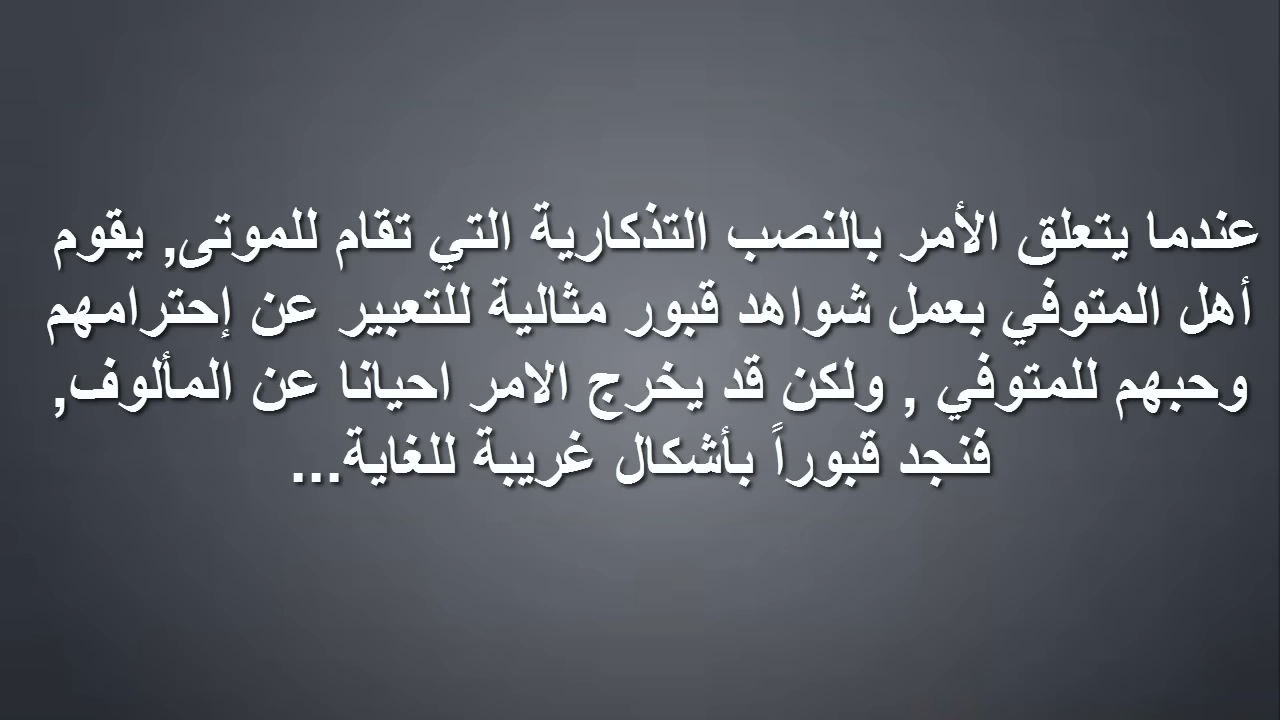 عندما يتعلق الأمر بالنصب التذكارية التي تقام للموتى, يقوم
أهل المتوفي بعمل شواهد قبور مثالية للتعبير عن إحترامهم
وحبهم للمتوفي , ولكن قد يخرج الامر احيانا عن المألوف,
فنجد قبوراً بأشكال غريبة للغاية...